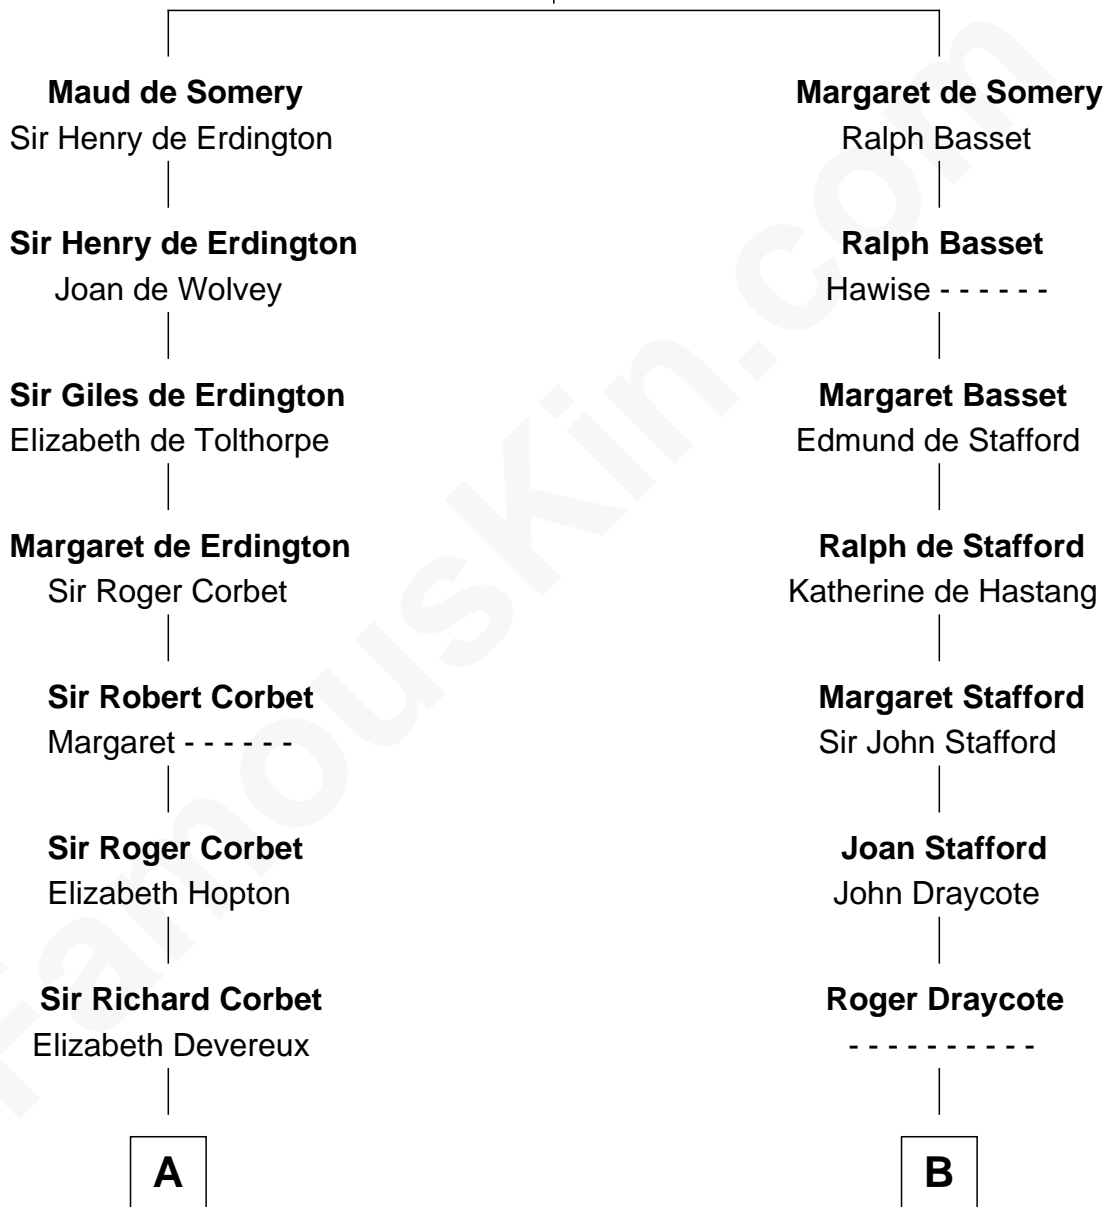 Maud de Somery
Sir Henry de Erdington
Sir Henry de Erdington
Joan de Wolvey
Sir Giles de Erdington
Elizabeth de Tolthorpe
Margaret de Erdington
Sir Roger Corbet
Sir Robert Corbet
Margaret - - - - - -
Sir Roger Corbet
Elizabeth Hopton
Sir Richard Corbet
Elizabeth Devereux
A
Margaret de Somery
Ralph Basset
Ralph Basset
Hawise - - - - - -
Margaret Basset
Edmund de Stafford
Ralph de Stafford
Katherine de Hastang
Margaret Stafford
Sir John Stafford
Joan Stafford
John Draycote
Roger Draycote
- - - - - - - - - -
B
FamousKin.com